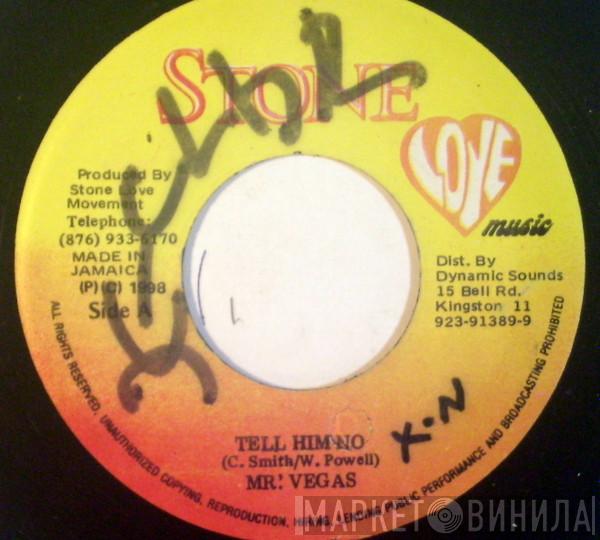 STONE
LOVE
music
Produced By
Stone Love
Movement
Telephone:
(876) 933-6170
MADE IN
JAMAICA
(P)(C) 1998
Side A
Dist. By
Dynamic Sounds
15 Bell Rd.
Kingston 11
923-91389-9
X-N
TELL HIM NO
(C. Smith/W. Powell)
MR. VEGAS
ALL RIGHTS RESERVED, UNAUTHORIZED COPYING, REPRODUCTION, HIRING, LENDING, PUBLIC PERFORMANCE AND BROADCASTING PROHIBITED
МАРКЕТ ВИНИЛА